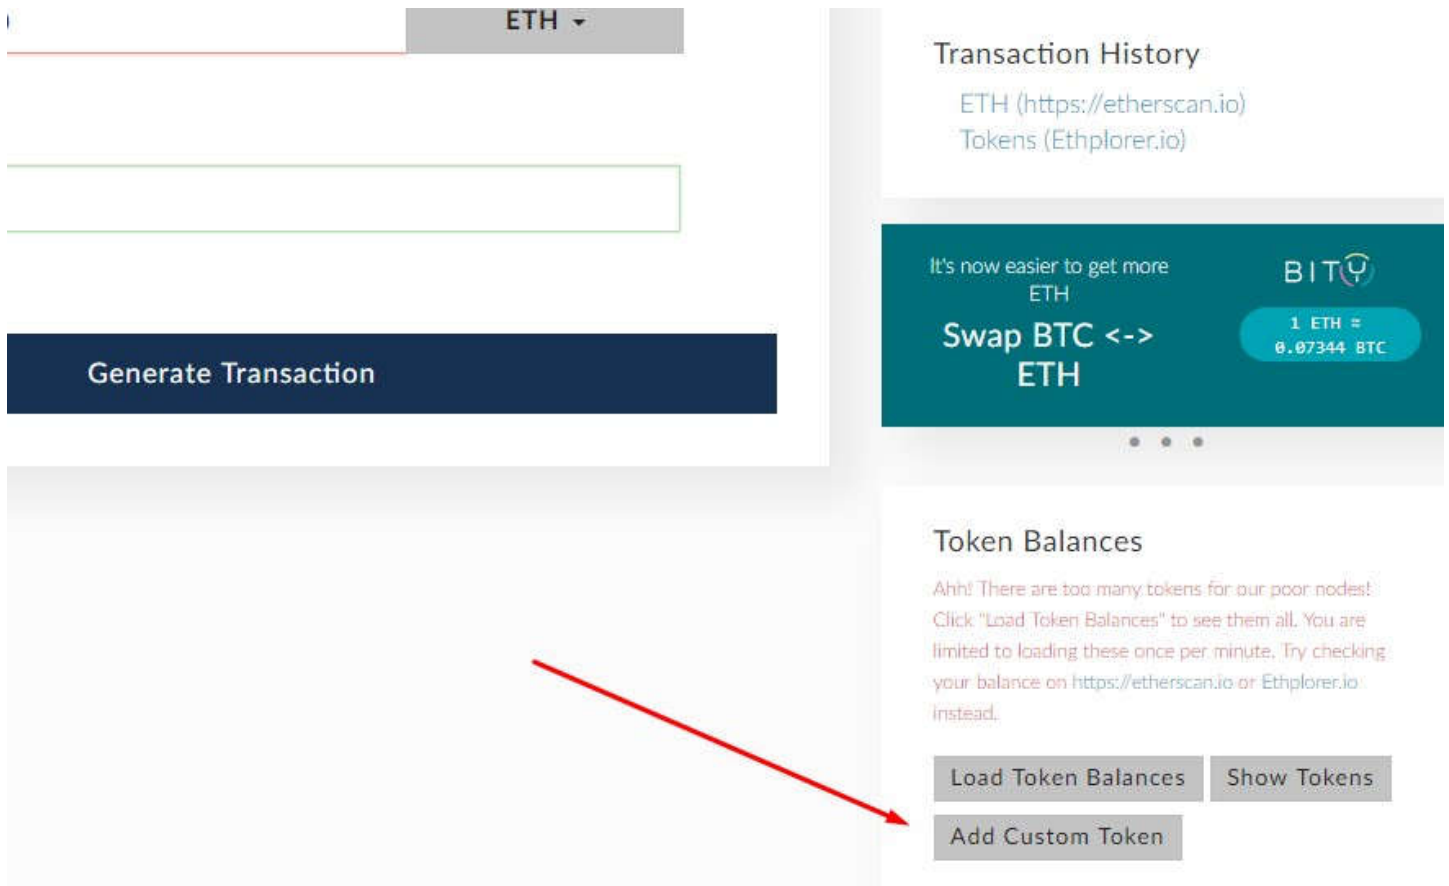 ETH
Generate Transaction
Transaction History
ETH (https://etherscan.io)
Tokens (Ethplorer.io)
It's now easier to get more
ETH
Swap BTC <->
ETH
BITY
1 ETH ≈
0.07344 BTC
Token Balances
Ahh! There are too many tokens for our poor nodes!
Click "Load Token Balances" to see them all. You are
limited to loading these once per minute. Try checking
your balance on https://etherscan.io or Ethplorer.io
instead.
Load Token Balances
Show Tokens
Add Custom Token